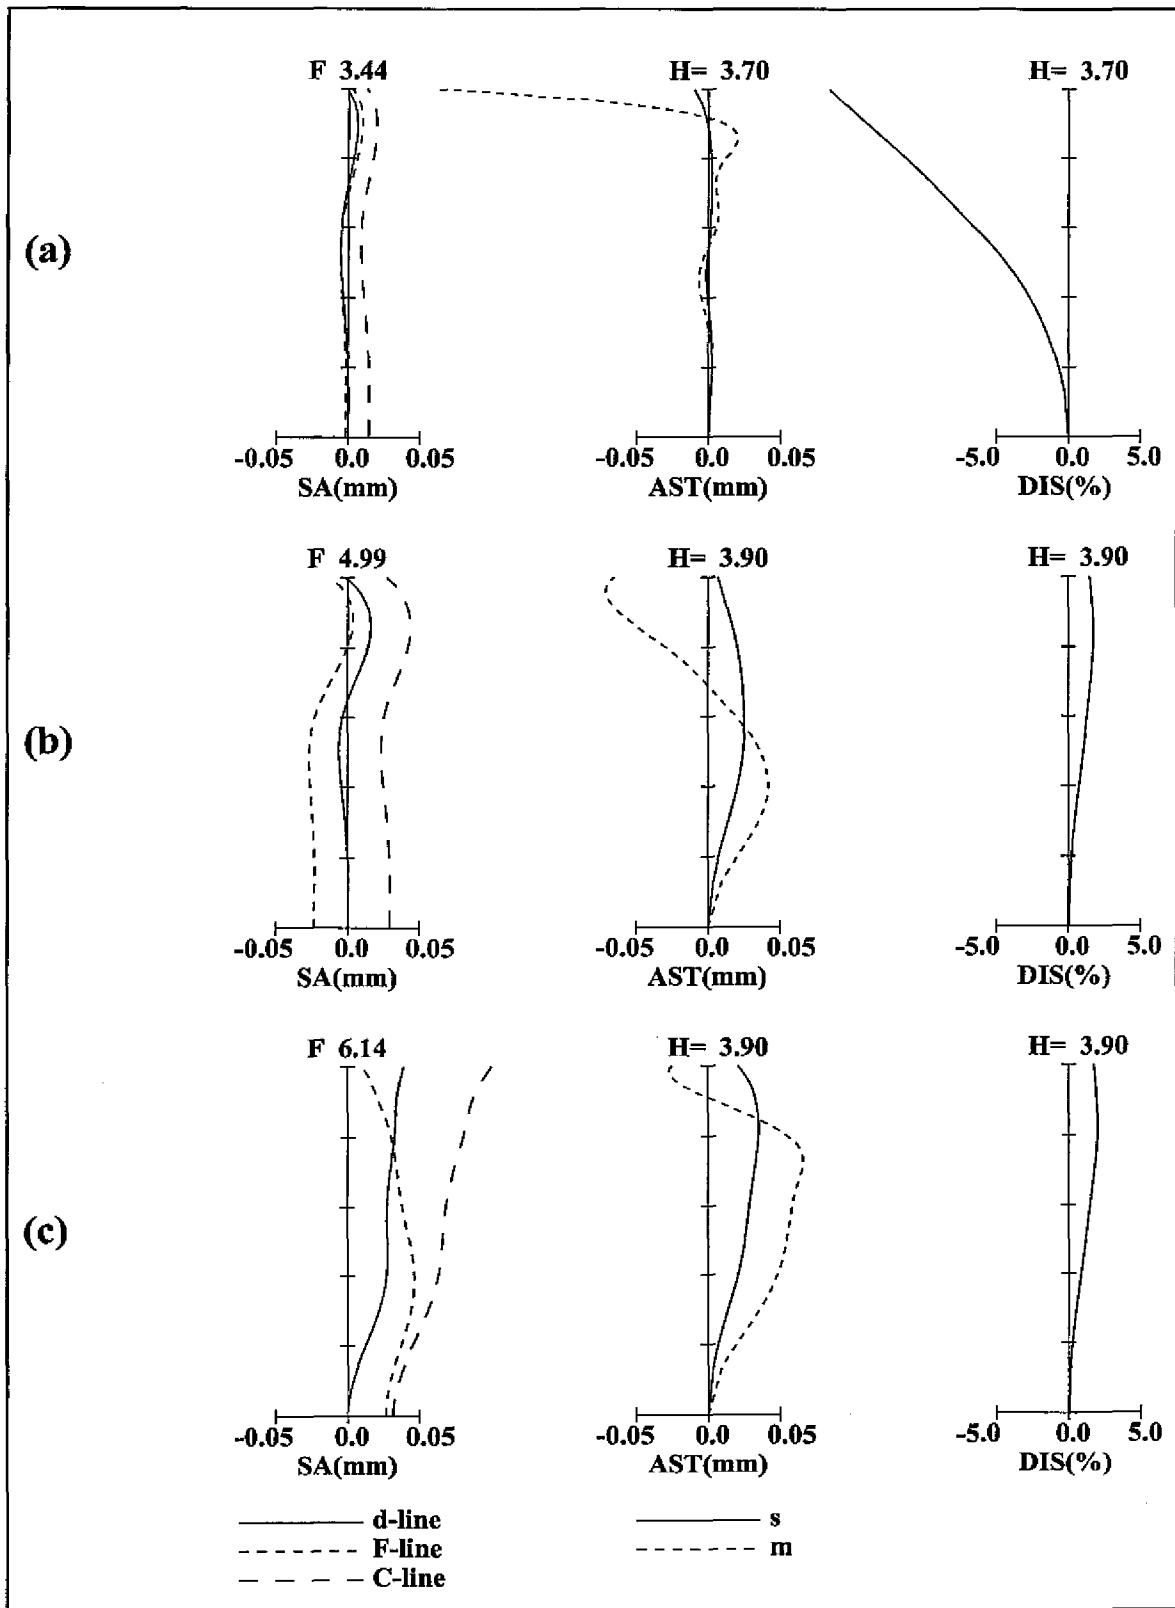 F 3.44 H= 3.70 H= 3.70
(a)
-0.05 0.0 0.05 -0.05 0.0 0.05 -5.0 0.0 5.0
SA(mm) AST(mm) DIS(%)
F 4.99 H= 3.90 H= 3.90
(b)
-0.05 0.0 0.05 -0.05 0.0 0.05 -5.0 0.0 5.0
SA(mm) AST(mm) DIS(%)
F 6.14 H= 3.90 H= 3.90
(c)
-0.05 0.0 0.05 -0.05 0.0 0.05 -5.0 0.0 5.0
SA(mm) AST(mm) DIS(%)
d-line s
F-line m
C-line